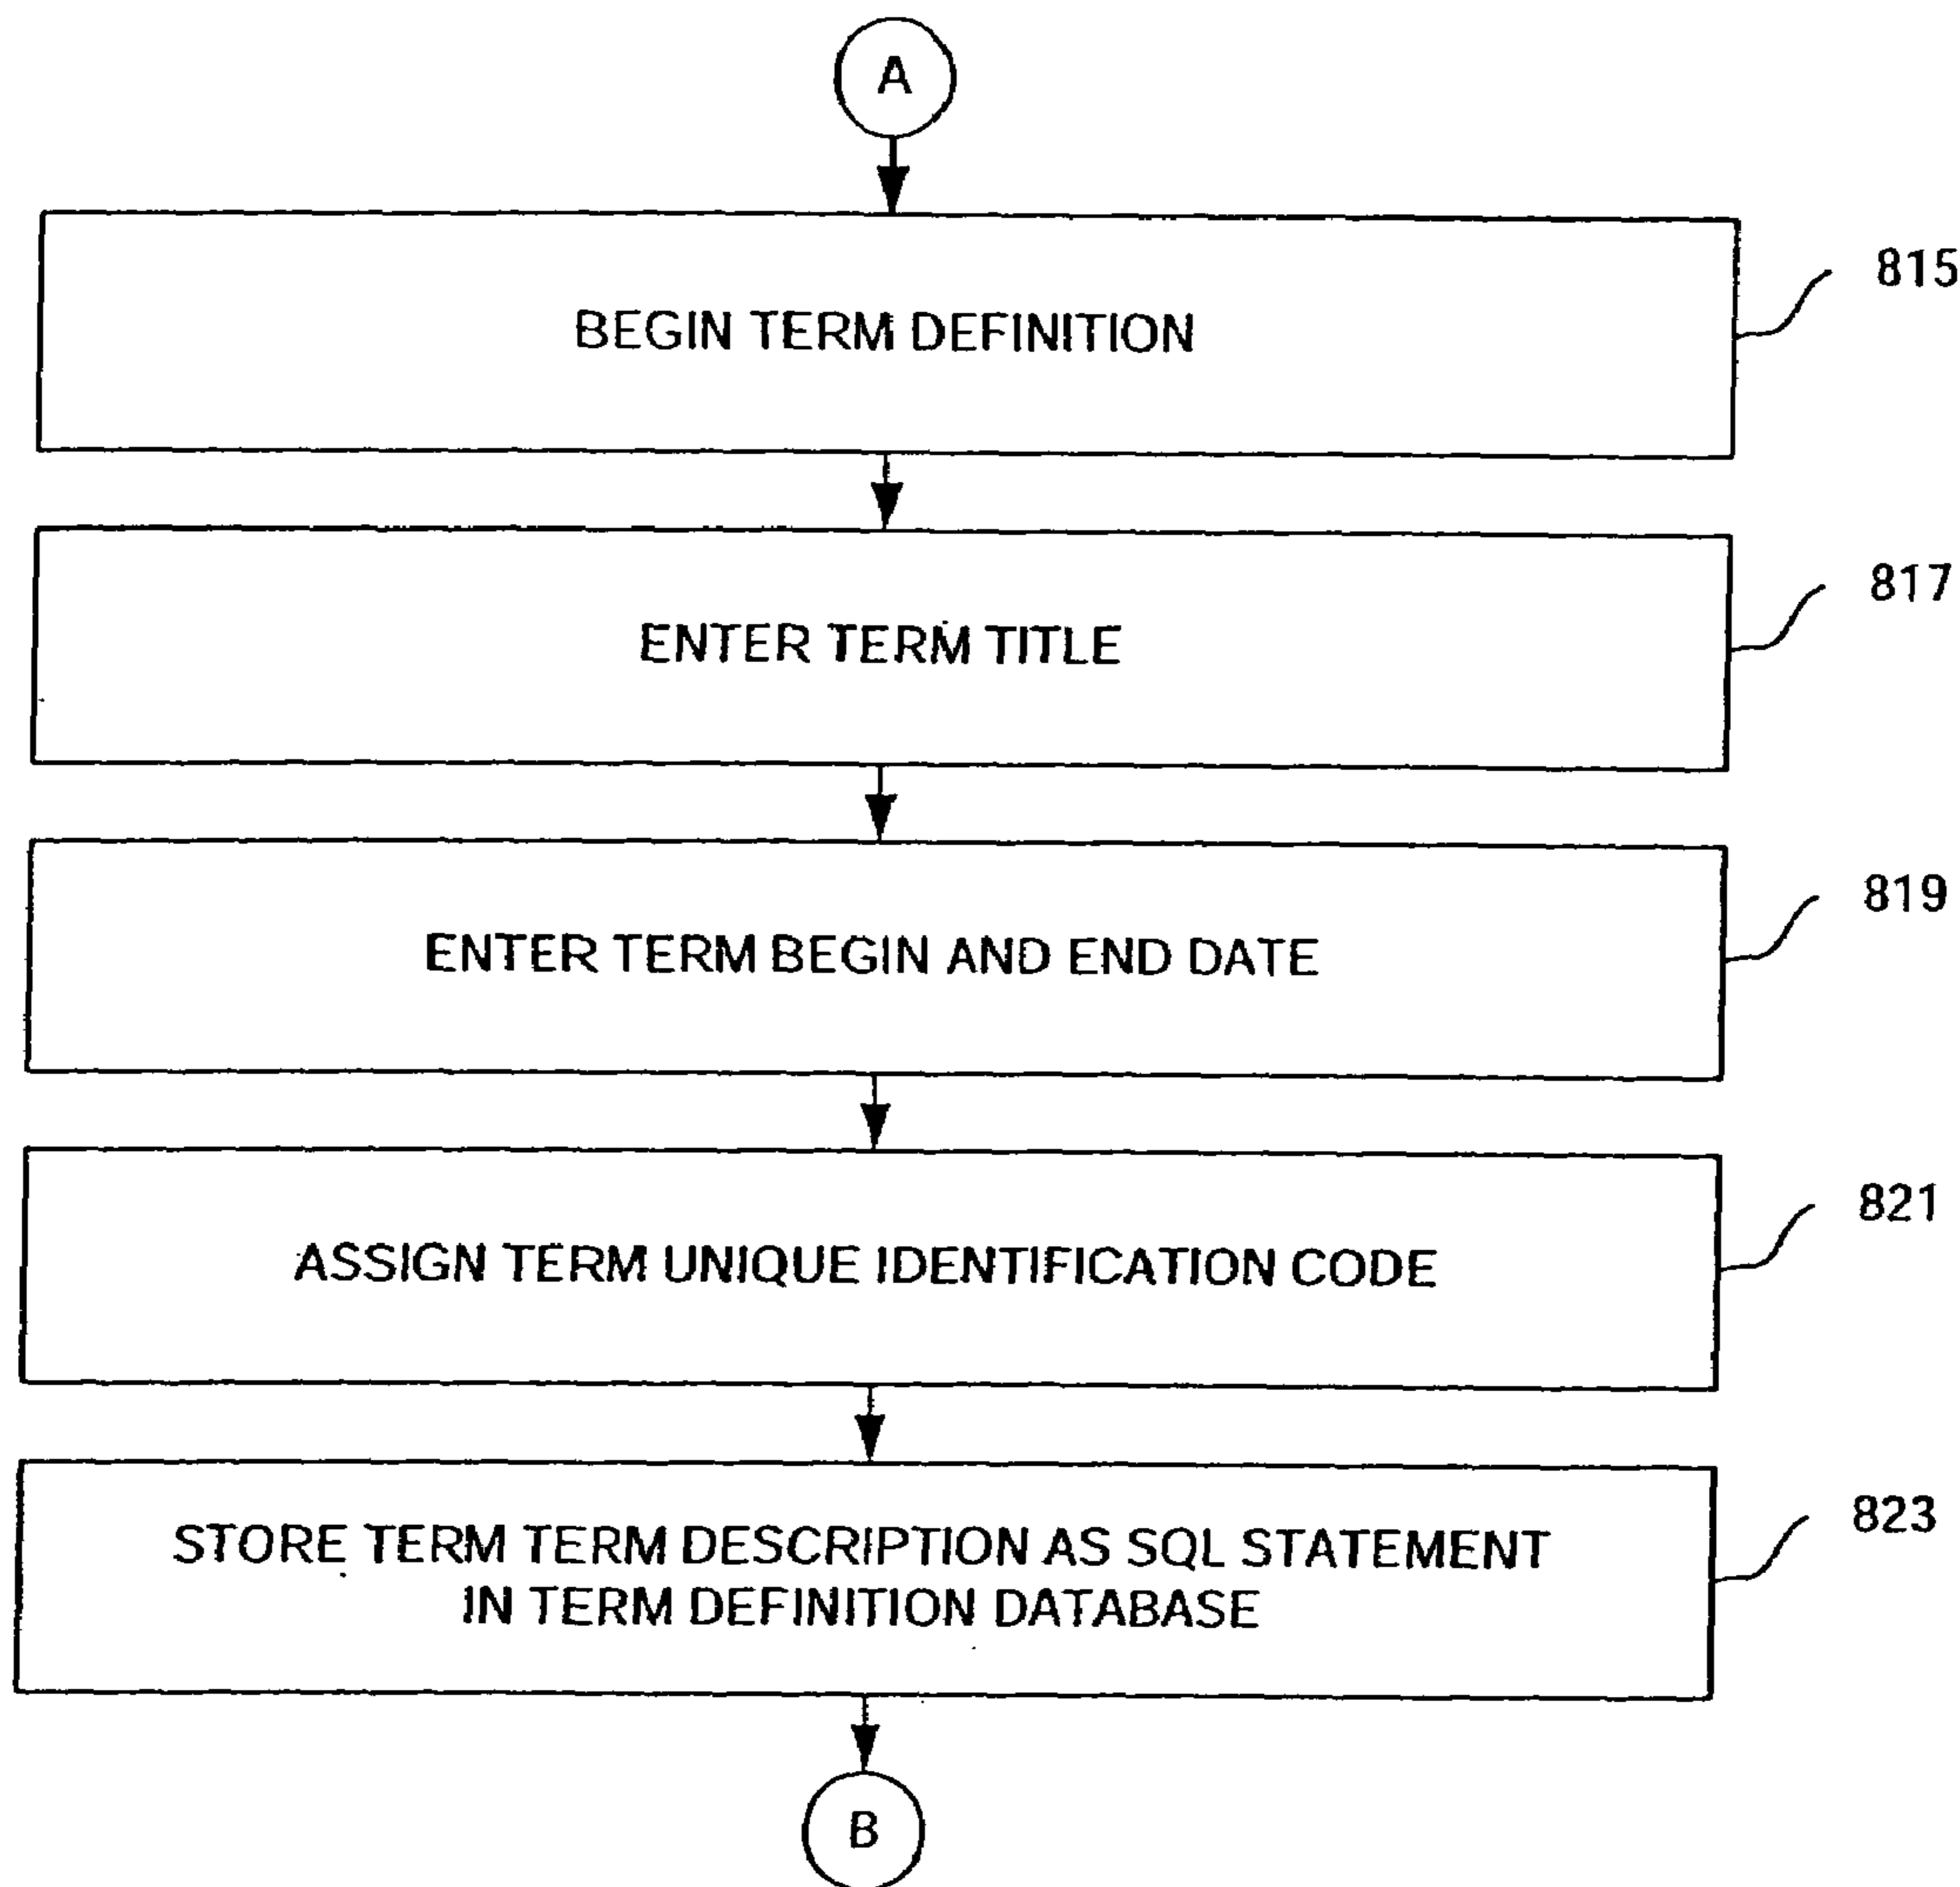 A
BEGIN TERM DEFINITION
815
ENTER TERM TITLE
817
ENTER TERM BEGIN AND END DATE
819
ASSIGN TERM UNIQUE IDENTIFICATION CODE
821
STORE TERM TERM DESCRIPTION AS SQL STATEMENT
IN TERM DEFINITION DATABASE
823
B